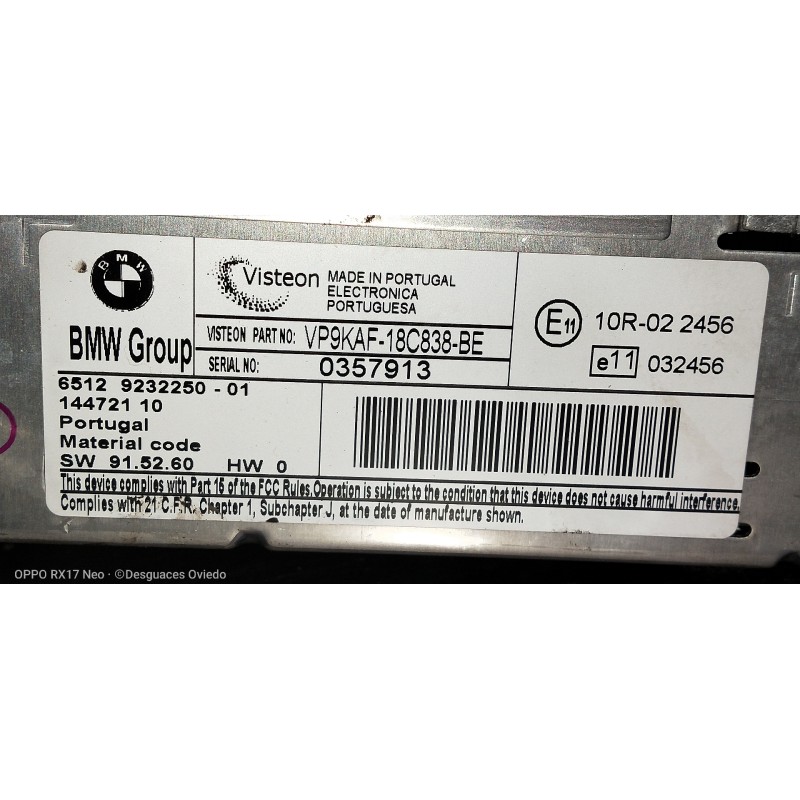 BMW
BMW Group
Visteon
MADE IN PORTUGAL
ELECTRONICA
PORTUGUESA
VISTEON PART NO: VP9KAF-18C838-BE
SERIAL NO: 0357913
E11 10R-02 2456
e11 032456
6512 9232250 - 01
144721 10
Portugal
Material code
SW 91.52.60 HW 0
This device complies with Part 16 of the FCC Rules. Operation is subject to the condition that this device does not cause harmful interference.
Complies with 21 C.F.R. Chapter 1, Subchapter J, at the date of manufacture shown.
OPPO RX17 Neo · ©Desguaces Oviedo